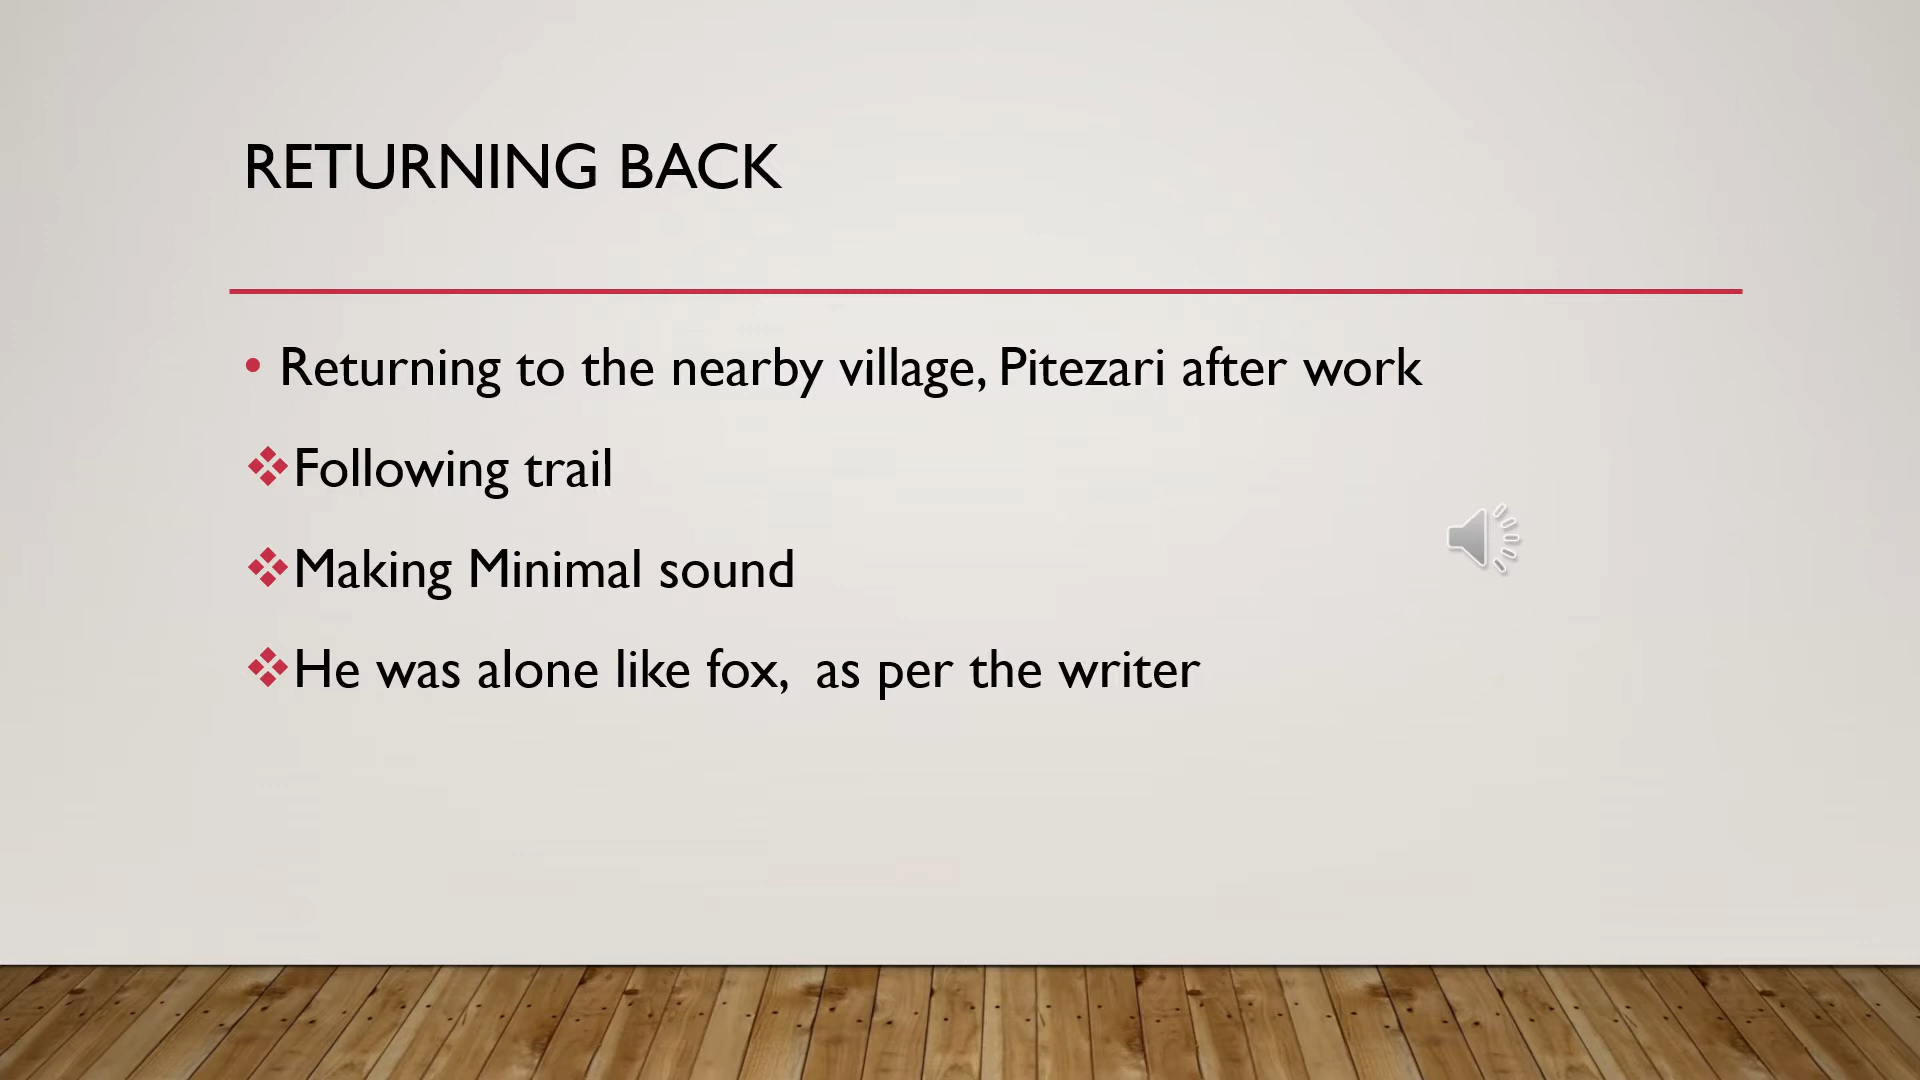 RETURNING BACK
Returning to the nearby village, Pitezari after work
Following trail
Making Minimal sound
He was alone like fox,  as per the writer